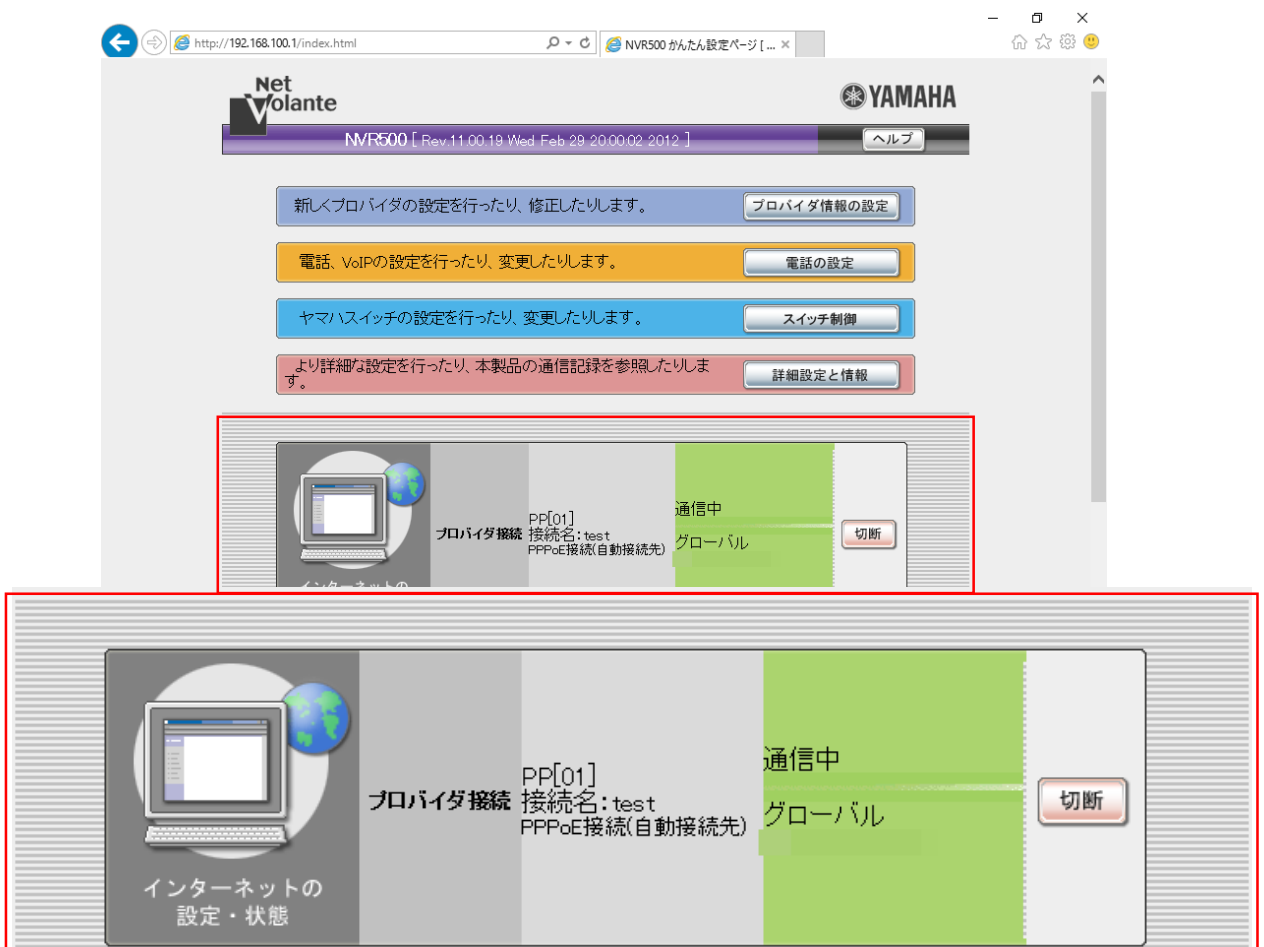 http://192.168.100.1/index.html
NVR500 かんたん設定ページ [ ...
Net
Volante
YAMAHA
NVR500 [ Rev.11.00.19 Wed Feb 29 20:00:02 2012 ]
ヘルプ
新しくプロバイダの設定を行ったり、修正したりします。
プロバイダ情報の設定
電話、VoIPの設定を行ったり、変更したりします。
電話の設定
ヤマハスイッチの設定を行ったり、変更したりします。
スイッチ制御
より詳細な設定を行ったり、本製品の通信記録を参照したりしま
す。
詳細設定と情報
プロバイダ接続
PP[01]
接続名：test
PPPoE接続(自動接続先)
通信中
グローバル
切断
インターネットの
プロバイダ接続
PP[01]
接続名：test
PPPoE接続(自動接続先)
通信中
グローバル
切断
インターネットの
設定・状態